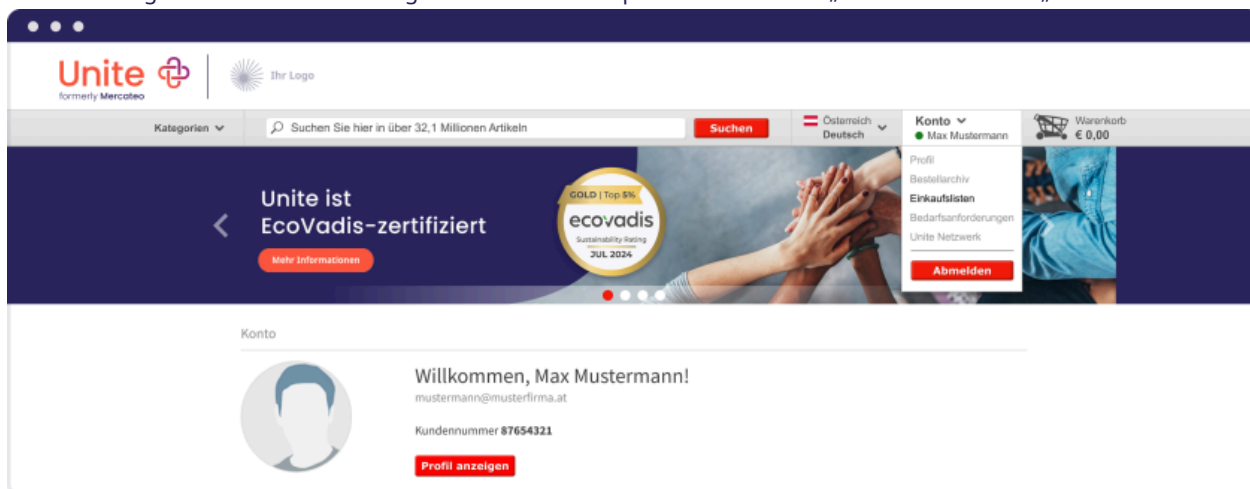 Unite
formerly Mercateo
Ihr Logo
Kategorien
Suchen Sie hier in über 32,1 Millionen Artikeln
Suchen
Österreich
Deutsch
Konto
Max Mustermann
Warenkorb
€ 0,00
Profil
Bestellarchiv
Einkaufslisten
Bedarfsanforderungen
Unite Netzwerk
Abmelden
Unite ist
EcoVadis-zertifiziert
Mehr Informationen
GOLD | Top 5%
ecovadis
Sustainability Rating
JUL 2024
Konto
Willkommen, Max Mustermann!
mustermann@musterfirma.at
Kundennummer 87654321
Profil anzeigen